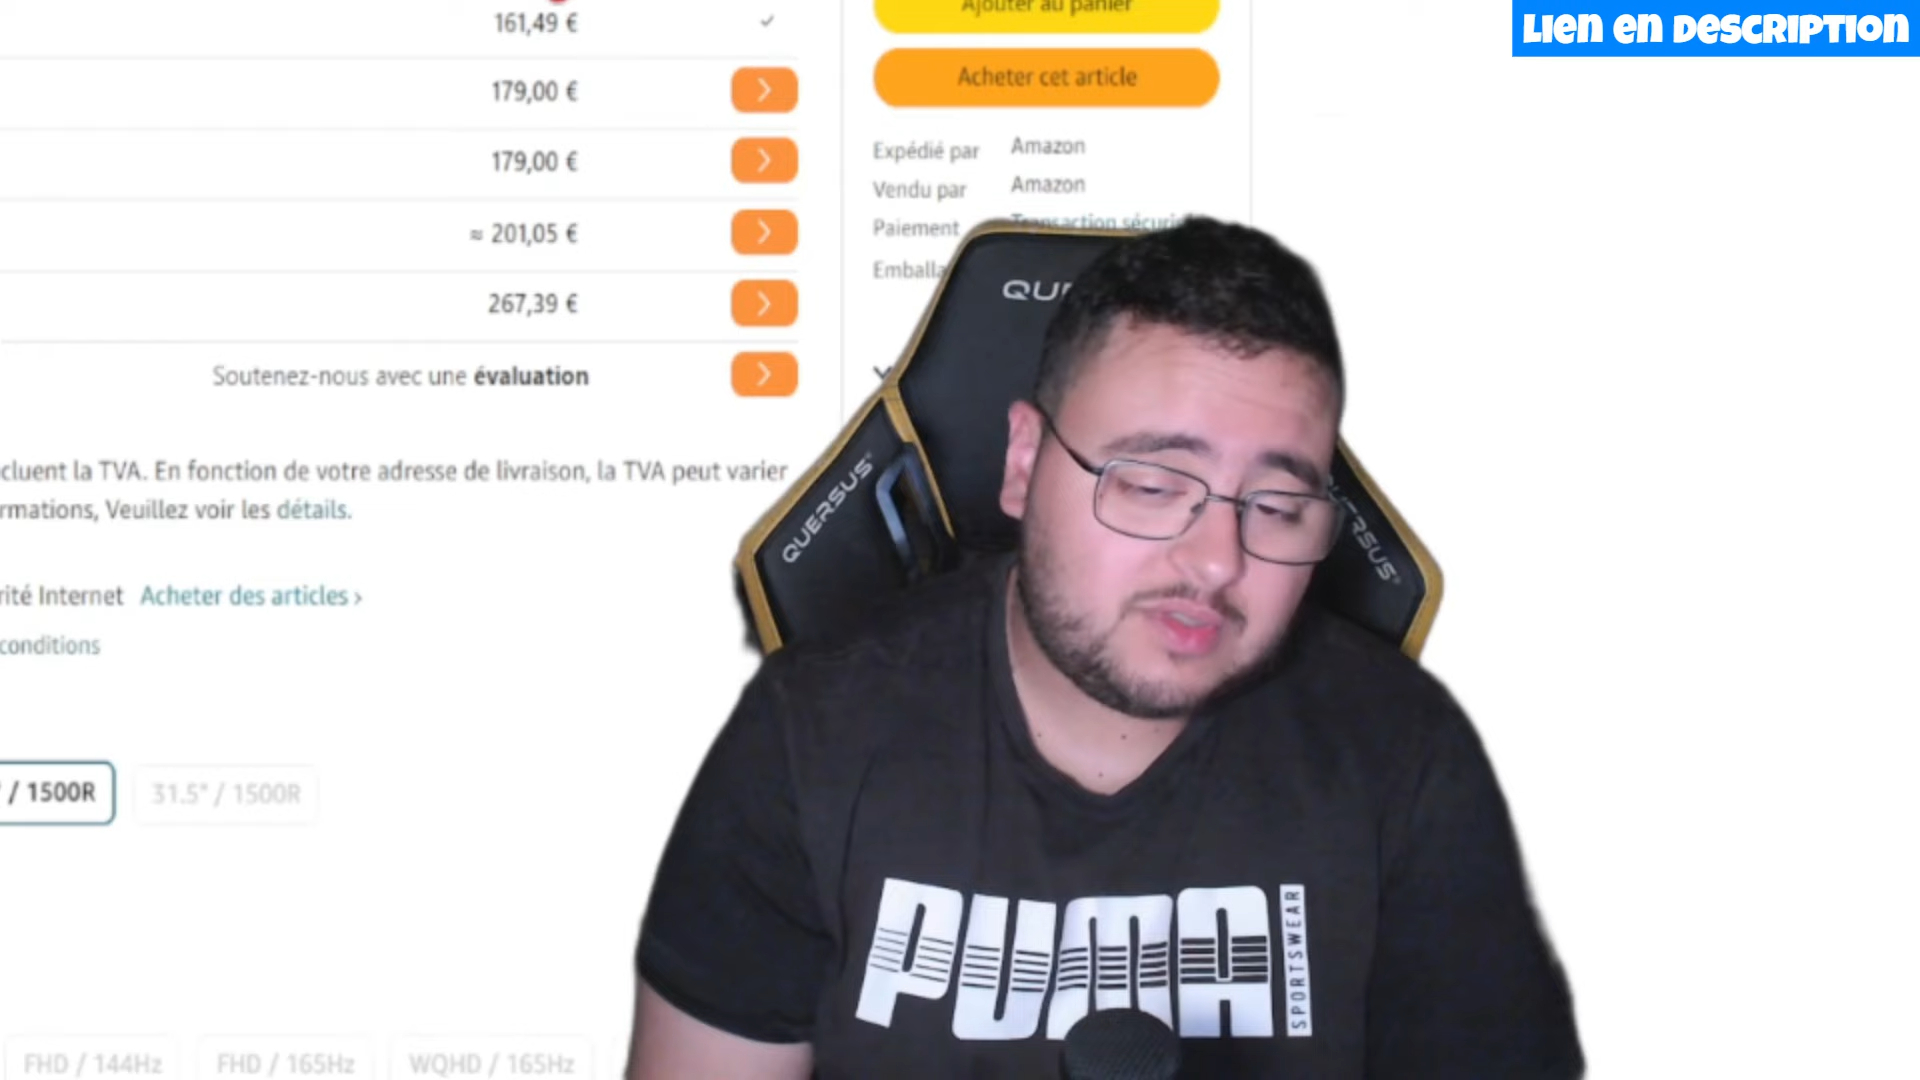 161,49 €
179,00 €
179,00 €
≈ 201,05 €
267,39 €
Soutenez-nous avec une évaluation
cluent la TVA. En fonction de votre adresse de livraison, la TVA peut varier
rmations, Veuillez voir les détails.
rité Internet Acheter des articles ›
conditions
/ 1500R
31.5" / 1500R
FHD / 144Hz
FHD / 165Hz
WQHD / 165Hz
Ajouter au panier
Acheter cet article
Expédié par Amazon
Vendu par Amazon
Paiement Transaction sécuri
Emballa
LIEN EN DESCRIPTION
QUERSUS
PUMA
SPORTSWEAR